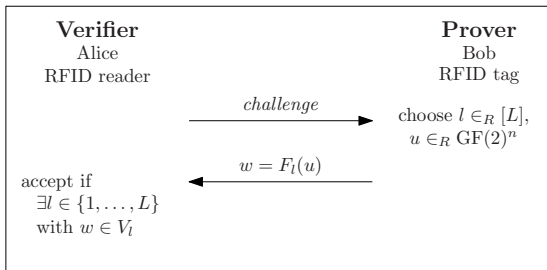 Verifier
Alice
RFID reader
Prover
Bob
RFID tag
challenge
choose l ∈_R [L],
u ∈_R GF(2)^n
w = F_l(u)
accept if
∃l ∈ {1, . . . , L}
with w ∈ V_l